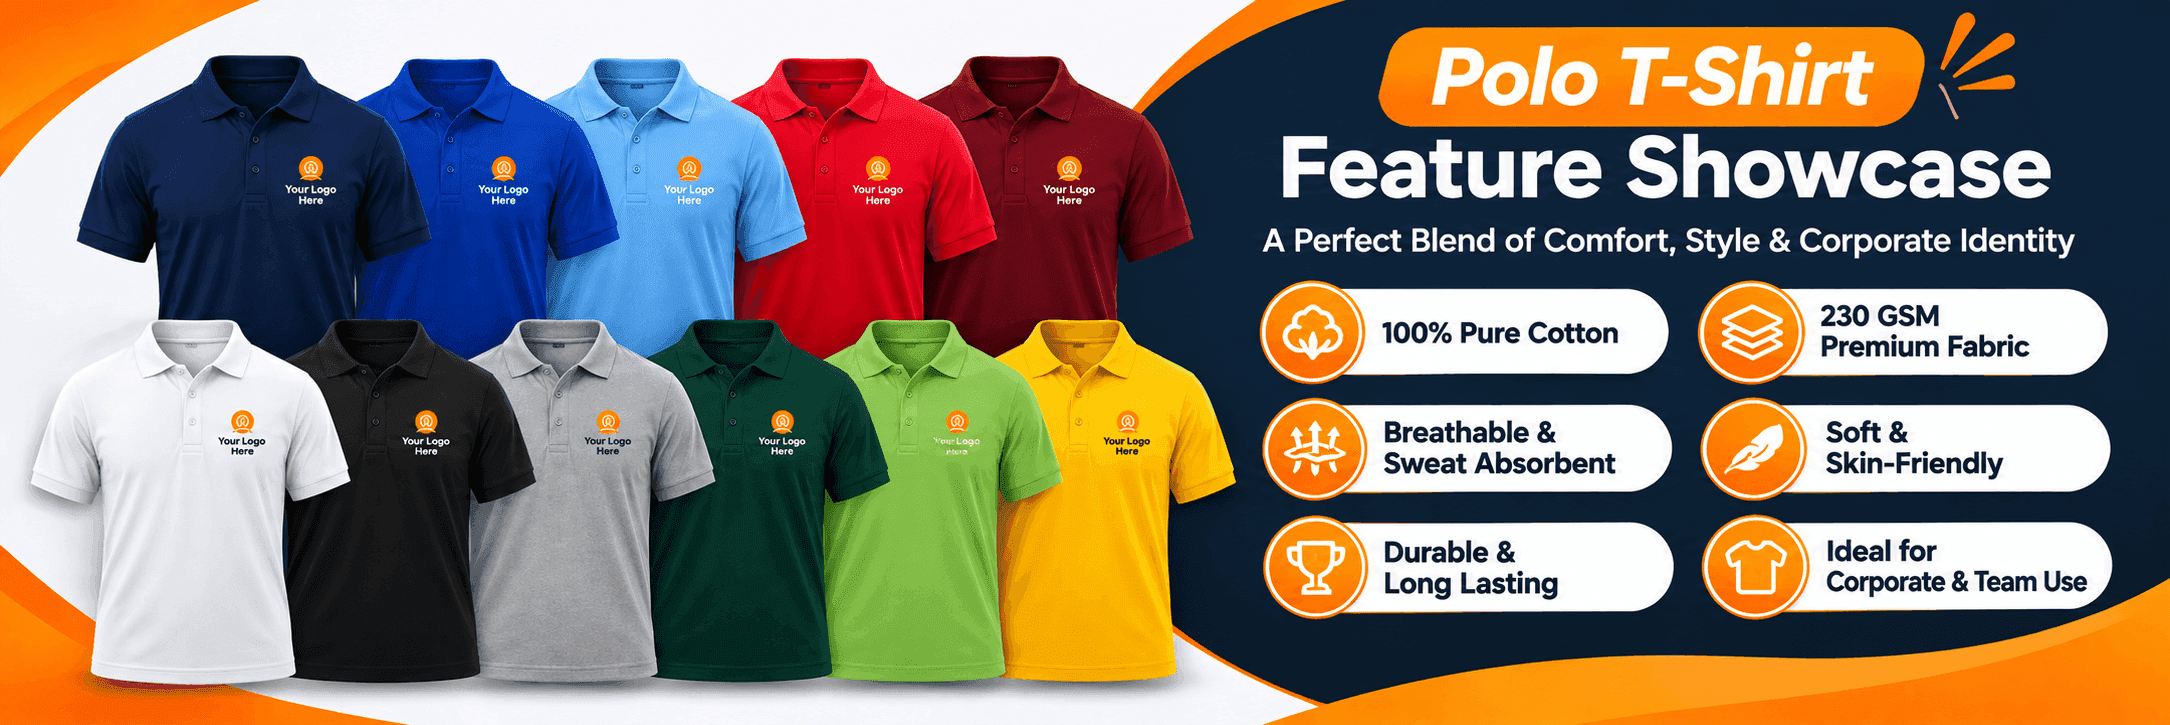 Polo T-Shirt
Feature Showcase
A Perfect Blend of Comfort, Style & Corporate Identity
100% Pure Cotton
230 GSM
Premium Fabric
Breathable &
Sweat Absorbent
Soft &
Skin-Friendly
Durable &
Long Lasting
Ideal for
Corporate & Team Use
Your Logo
Here
Your Logo
Here
Your Logo
Here
Your Logo
Here
Your Logo
Here
Your Logo
Here
Your Logo
Here
Your Logo
Here
Your Logo
Here
Your Logo
Here
Your Logo
Here